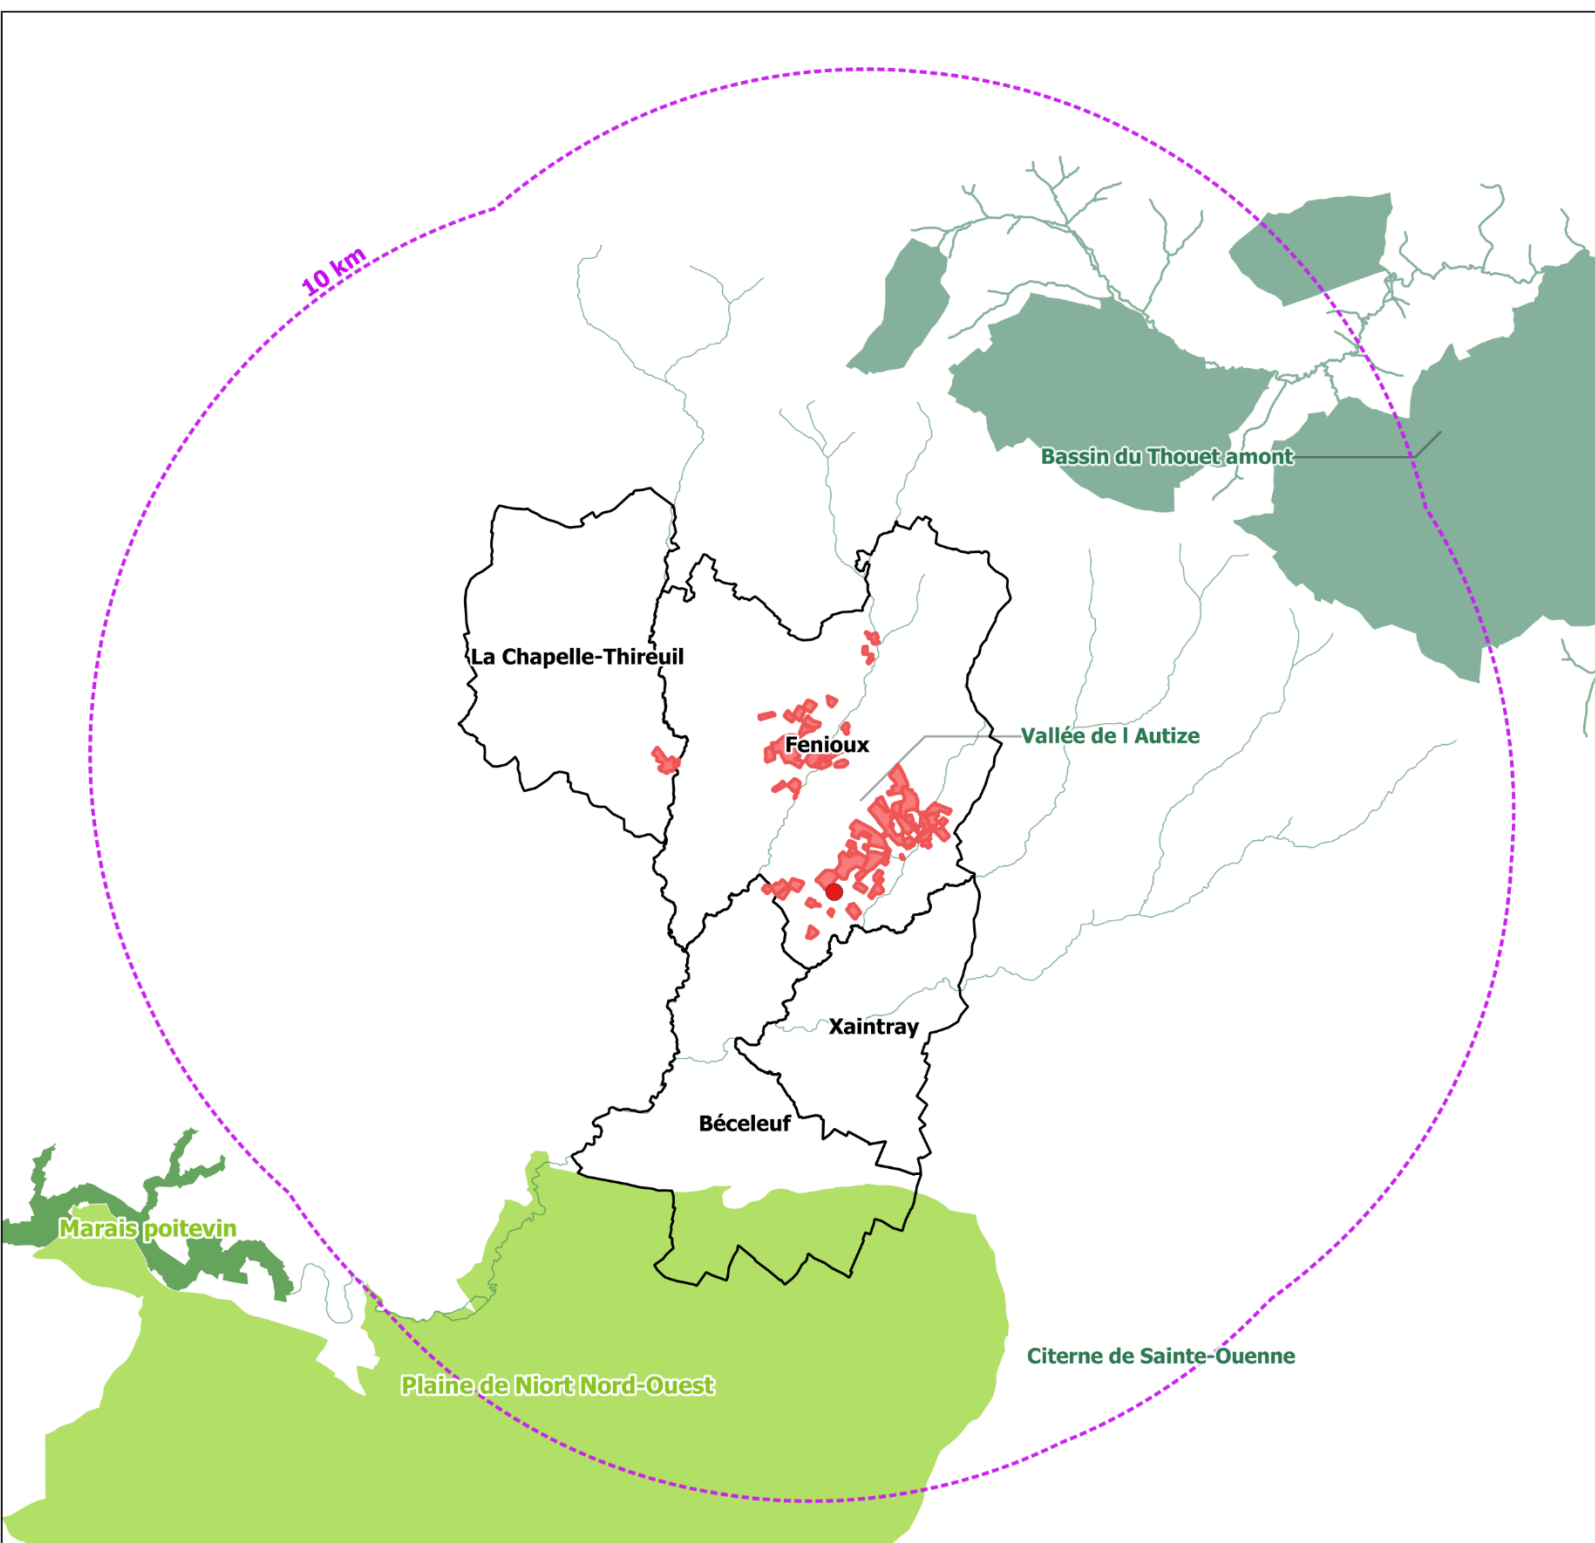 10 km
Bassin du Thouet amont
La Chapelle-Thireuil
Vallée de l Autize
Fenioux
Xaintray
Béceleuf
Marais poitevin
Citerne de Sainte-Ouenne
Plaine de Niort Nord-Ouest